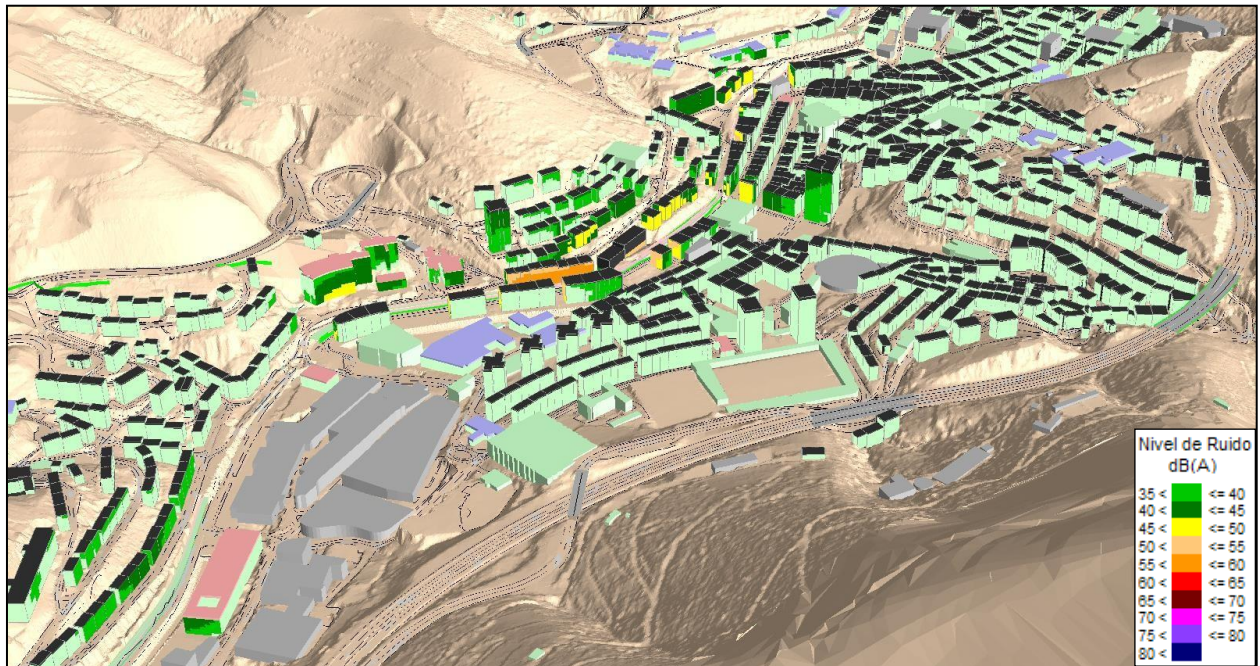 Nivel de Ruido
dB(A)
35 < <= 40
40 < <= 45
45 < <= 50
50 < <= 55
55 < <= 60
60 < <= 65
65 < <= 70
70 < <= 75
75 < <= 80
80 <